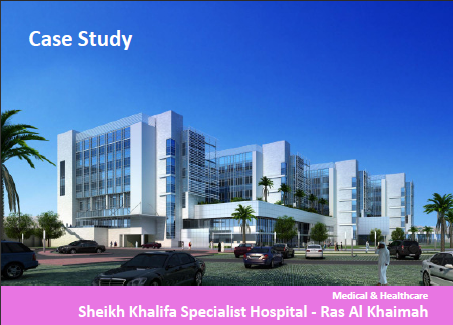 Case Study
Medical & Healthcare
Sheikh Khalifa Specialist Hospital - Ras Al Khaimah